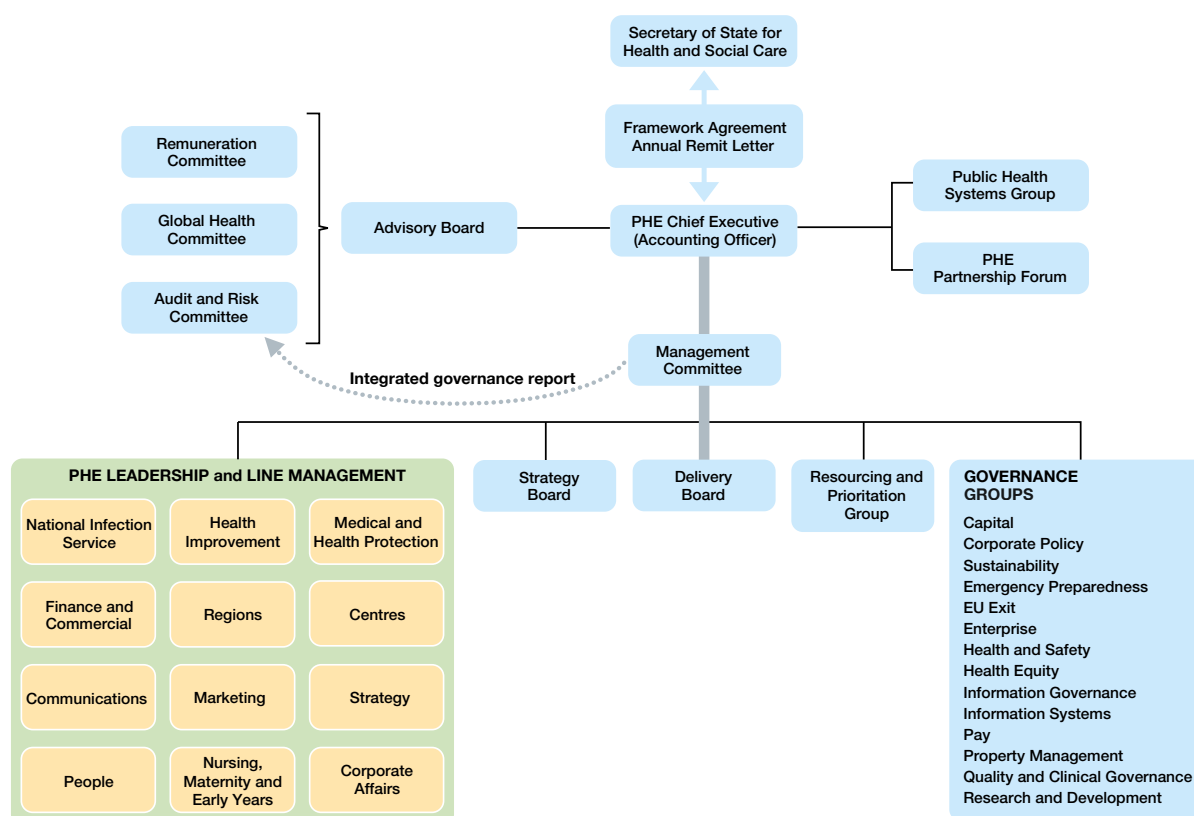 Secretary of State for
Health and Social Care
Framework Agreement
Annual Remit Letter
Remuneration
Committee
Global Health
Committee
Audit and Risk
Committee
Advisory Board
PHE Chief Executive
(Accounting Officer)
Public Health
Systems Group
PHE
Partnership Forum
Management
Committee
Integrated governance report
PHE LEADERSHIP and LINE MANAGEMENT
National Infection
Service
Health
Improvement
Medical and
Health Protection
Finance and
Commercial
Regions
Centres
Communications
Marketing
Strategy
People
Nursing,
Maternity and
Early Years
Corporate
Affairs
Strategy
Board
Delivery
Board
Resourcing and
Prioritation
Group
GOVERNANCE
GROUPS
Capital
Corporate Policy
Sustainability
Emergency Preparedness
EU Exit
Enterprise
Health and Safety
Health Equity
Information Governance
Information Systems
Pay
Property Management
Quality and Clinical Governance
Research and Development